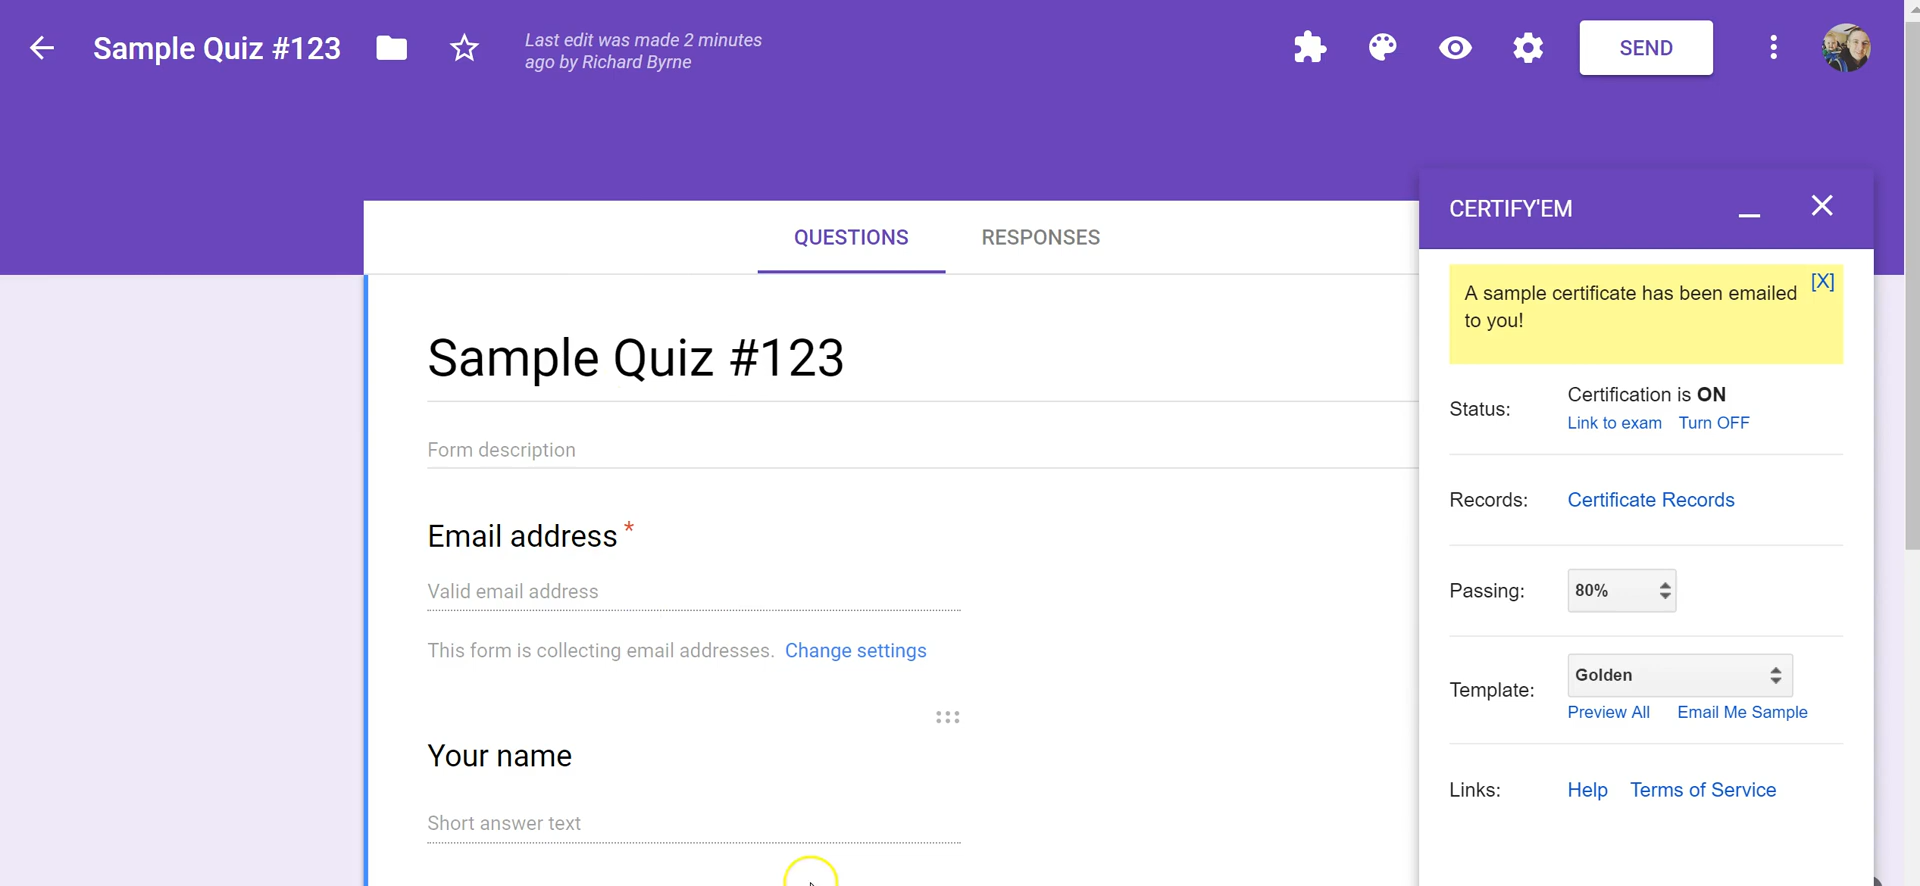 Sample Quiz #123
Last edit was made 2 minutes
ago by Richard Byrne
SEND
QUESTIONS
RESPONSES
Sample Quiz #123
Form description
Email address *
Valid email address
This form is collecting email addresses. Change settings
Your name
Short answer text
CERTIFY'EM
A sample certificate has been emailed
to you!
[X]
Status:
Certification is ON
Link to exam Turn OFF
Records: Certificate Records
Passing: 80%
Template: Golden
Preview All Email Me Sample
Links: Help Terms of Service